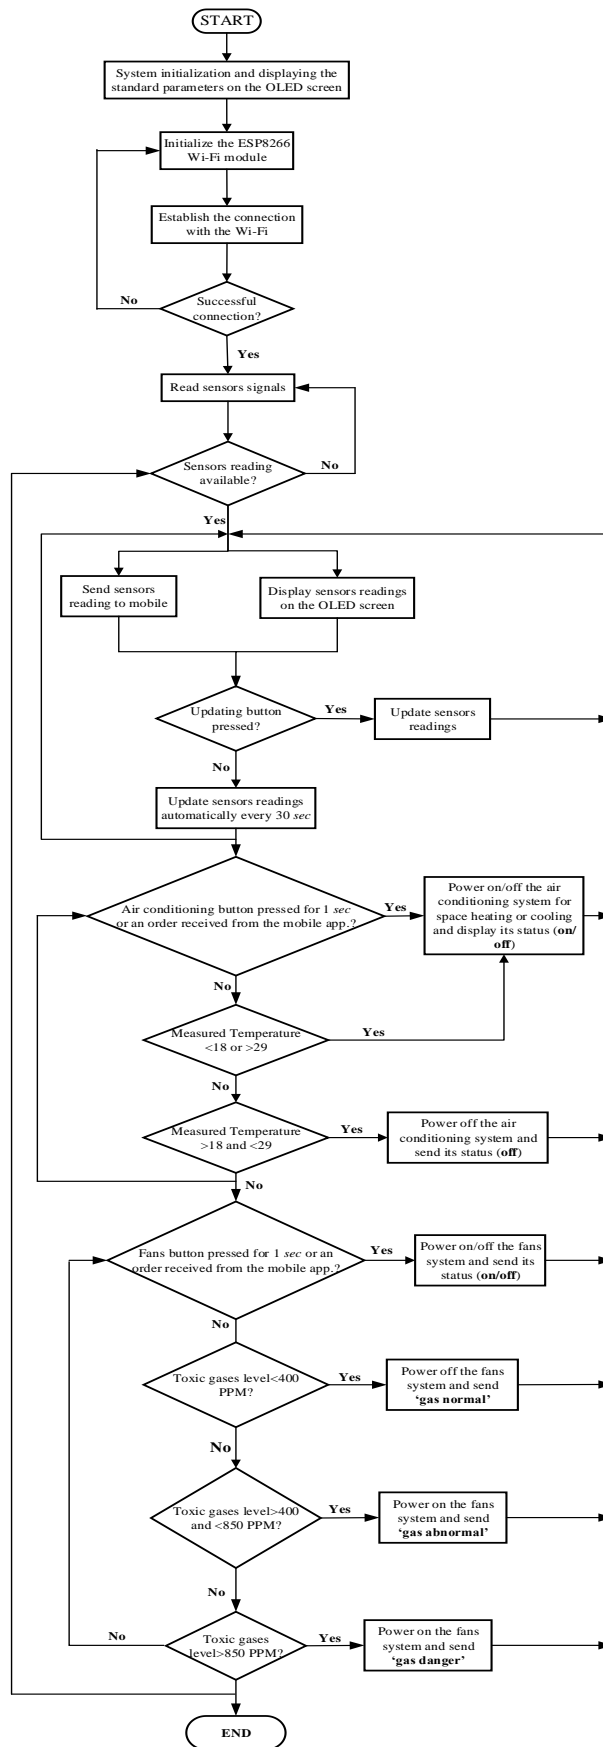 START
System initialization and displaying the
standard parameters on the OLED screen
Initialize the ESP8266
Wi-Fi module
Establish the connection
with the Wi-Fi
Successful
connection?
No
Yes
Read sensors signals
Sensors reading
available?
No
Yes
Send sensors
reading to mobile
Display sensors readings
on the OLED screen
Updating button
pressed?
Yes
Update sensors
readings
No
Update sensors readings
automatically every 30 sec
Air conditioning button pressed for 1 sec
or an order received from the mobile app.?
Yes
Power on/off the air
conditioning system for
space heating or cooling
and display its status (on/
off)
No
Measured Temperature
<18 or >29
Yes
No
Measured Temperature
>18 and <29
Yes
Power off the air
conditioning system and
send its status (off)
No
Fans button pressed for 1 sec or an
order received from the mobile app.?
Yes
Power on/off the fans
system and send its
status (on/off)
No
Toxic gases level<400
PPM?
Yes
Power off the fans
system and send
‘gas normal’
No
Toxic gases level>400
and <850 PPM?
Yes
Power on the fans
system and send
‘gas abnormal’
No
Toxic gases
level>850 PPM?
No
Yes
Power on the fans
system and send
‘gas danger’
END